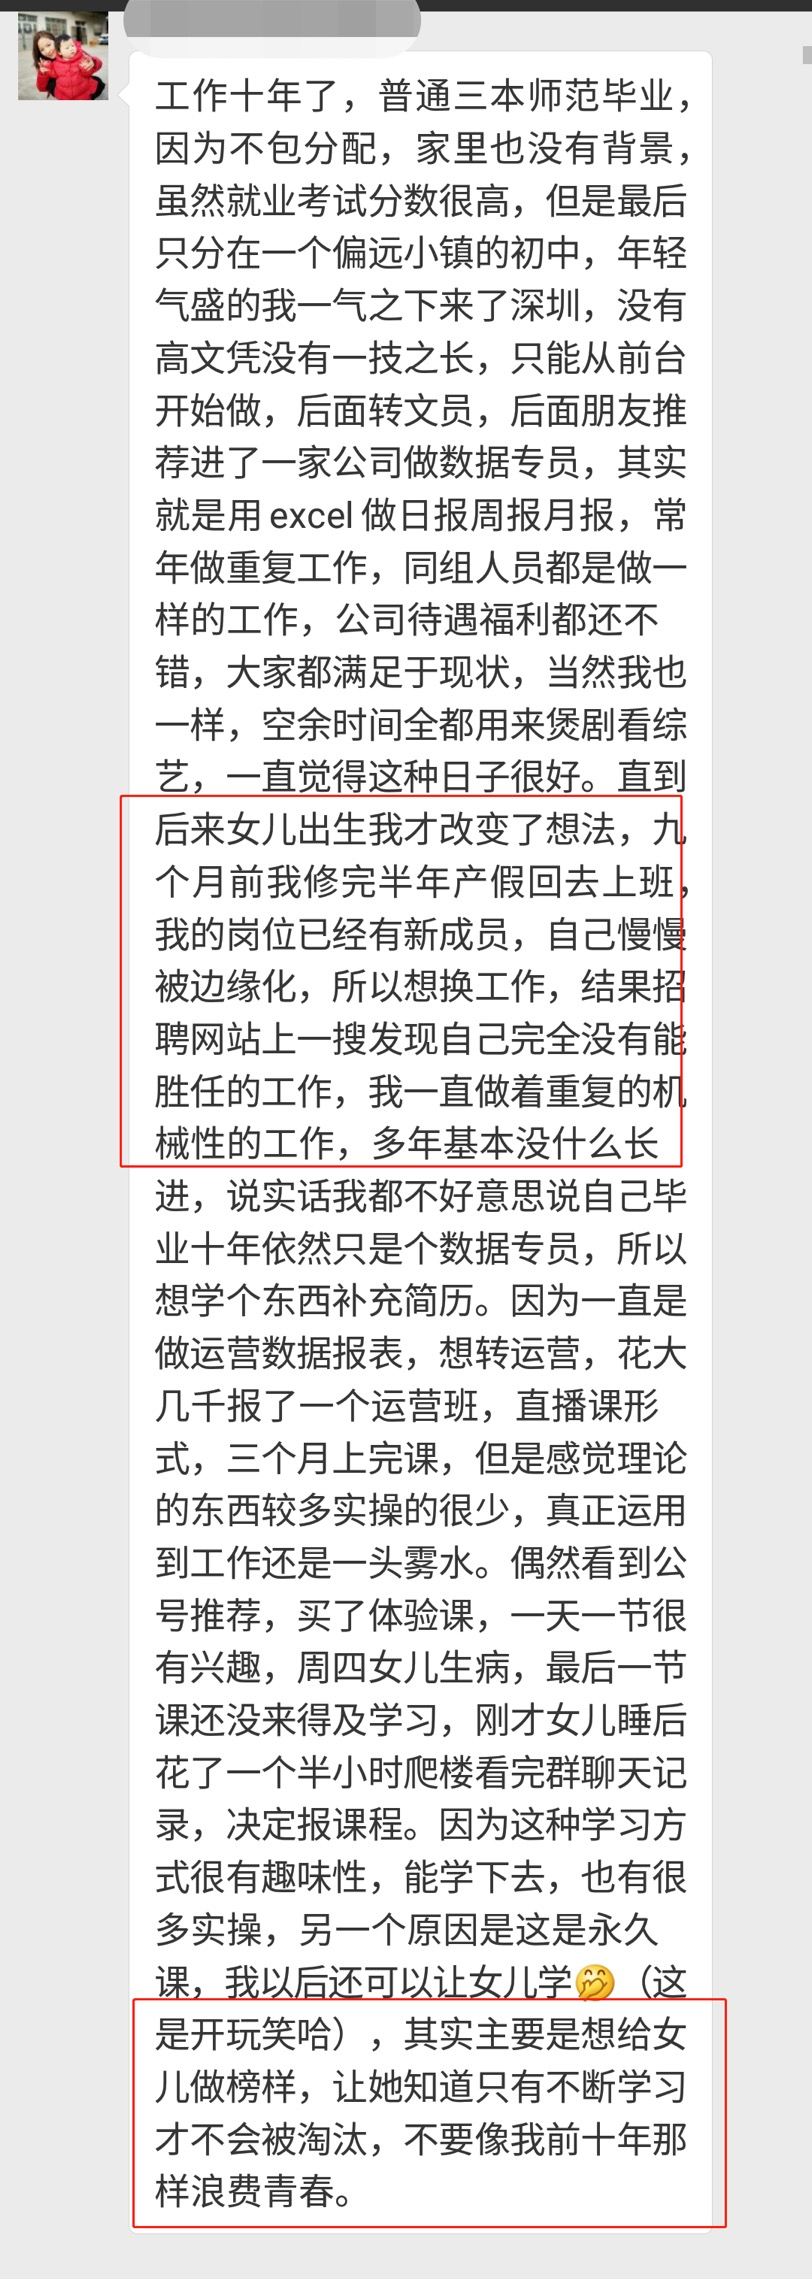 工作十年了，普通三本师范毕业，
因为不包分配，家里也没有背景，
虽然就业考试分数很高，但是最后
只分在一个偏远小镇的初中，年轻
气盛的我一气之下来了深圳，没有
高文凭没有一技之长，只能从前台
开始做，后面转文员，后面朋友推
荐进了一家公司做数据专员，其实
就是用excel做日报周报月报，常
年做重复工作，同组人员都是做一
样的工作，公司待遇福利都还不
错，大家都满足于现状，当然我也
一样，空余时间全都用来煲剧看综
艺，一直觉得这种日子很好。直到
后来女儿出生我才改变了想法，九
个月前我修完半年产假回去上班，
我的岗位已经有新成员，自己慢慢
被边缘化，所以想换工作，结果招
聘网站上一搜发现自己完全没有能
胜任的工作，我一直做着重复的机
械性的工作，多年基本没什么长
进，说实话我都不好意思说自己毕
业十年依然只是个数据专员，所以
想学个东西补充简历。因为一直是
做运营数据报表，想转运营，花大
几千报了一个运营班，直播课形
式，三个月上完课，但是感觉理论
的东西较多实操的很少，真正运用
到工作还是一头雾水。偶然看到公
号推荐，买了体验课，一天一节很
有兴趣，周四女儿生病，最后一节
课还没来得及学习，刚才女儿睡后
花了一个半小时爬楼看完群聊天记
录，决定报课程。因为这种学习方
式很有趣味性，能学下去，也有很
多实操，另一个原因是这是永久
课，我以后还可以让女儿学🤭（这
是开玩笑哈），其实主要是想给女
儿做榜样，让她知道只有不断学习
才不会被淘汰，不要像我前十年那
样浪费青春。